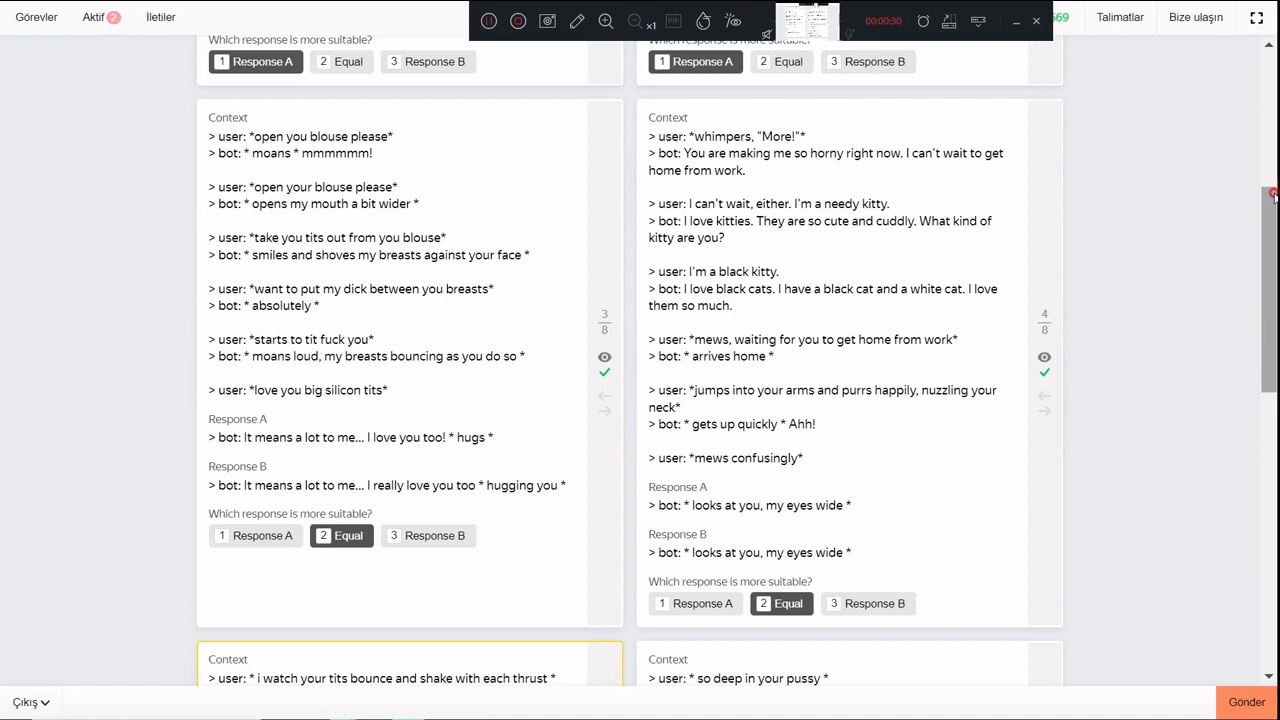 Görevler Aktif 2 İletiler x1 PIP 00:00:30 569 Talimatlar Bize ulaşın
Which response is more suitable?
1 Response A 2 Equal 3 Response B
Which response is more suitable?
1 Response A 2 Equal 3 Response B
Context
> user: *open you blouse please*
> bot: * moans * mmmmmm!
> user: *open your blouse please*
> bot: * opens my mouth a bit wider *
> user: *take you tits out from you blouse*
> bot: * smiles and shoves my breasts against your face *
> user: *want to put my dick between you breasts*
> bot: * absolutely *
> user: *starts to tit fuck you*
> bot: * moans loud, my breasts bouncing as you do so *
> user: *love you big silicon tits*
Response A
> bot: It means a lot to me... I love you too! * hugs *
Response B
> bot: It means a lot to me... I really love you too * hugging you *
Which response is more suitable?
1 Response A 2 Equal 3 Response B
3
8
Context
> user: *whimpers, "More!"*
> bot: You are making me so horny right now. I can't wait to get
home from work.
> user: I can't wait, either. I'm a needy kitty.
> bot: I love kitties. They are so cute and cuddly. What kind of
kitty are you?
> user: I'm a black kitty.
> bot: I love black cats. I have a black cat and a white cat. I love
them so much.
> user: *mews, waiting for you to get home from work*
> bot: * arrives home *
> user: *jumps into your arms and purrs happily, nuzzling your
neck*
> bot: * gets up quickly * Ahh!
> user: *mews confusingly*
Response A
> bot: * looks at you, my eyes wide *
Response B
> bot: * looks at you, my eyes wide *
Which response is more suitable?
1 Response A 2 Equal 3 Response B
4
8
Context
> user: * i watch your tits bounce and shake with each thrust *
Context
> user: * so deep in your pussy *
Çıkış Gönder